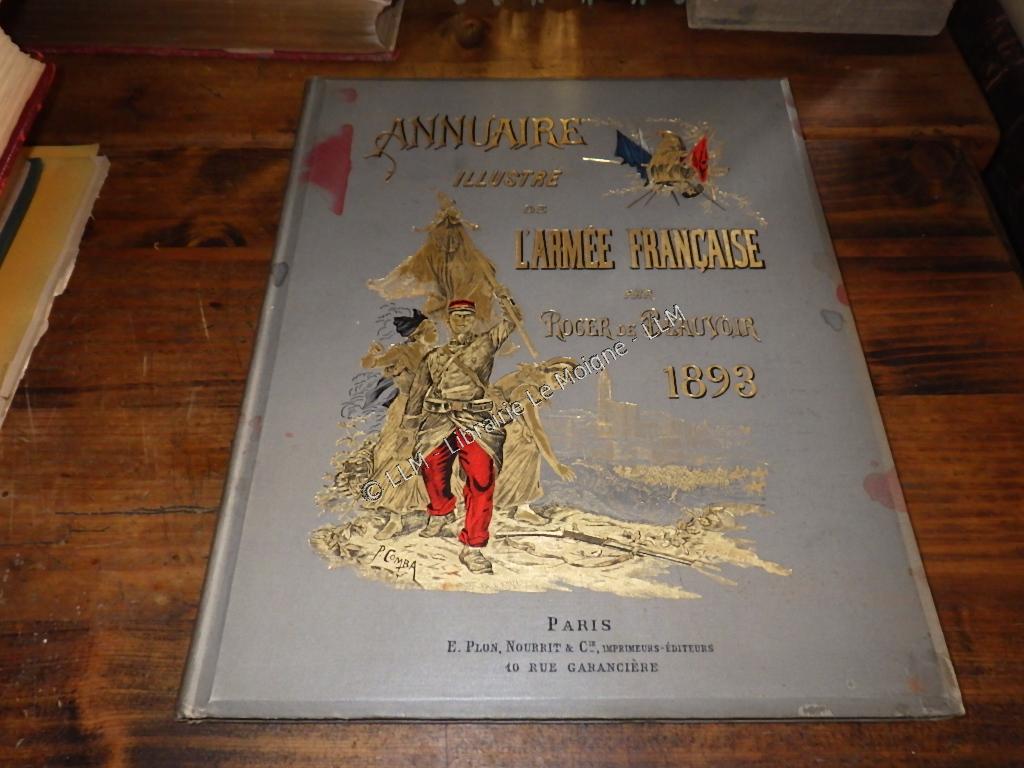 ANNUAIRE
ILLUSTRÉ
DE
L'ARMÉE FRANÇAISE
PAR
ROGER DE BEAUVOIR
1893
© LLM - Librairie Le Moigne - LLM
P. COMBA
PARIS
E. PLON, NOURRIT & CIE, IMPRIMEURS-ÉDITEURS
10 RUE GARANCIÈRE